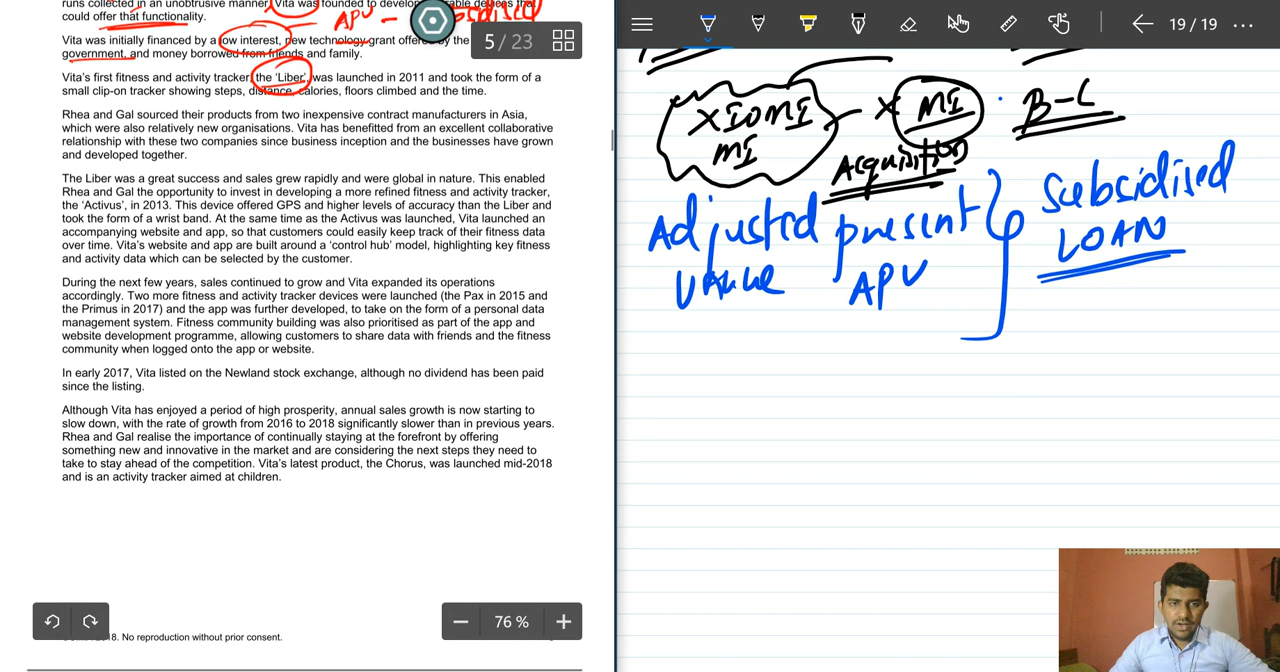 runs collected in an unobtrusive manner. Vita was founded to develop able devices that
could offer that functionality.
APV - sidised
5 / 23
19 / 19
Vita was initially financed by a low interest, new technology grant offered by the
government, and money borrowed from friends and family.
Vita's first fitness and activity tracker, the 'Liber', was launched in 2011 and took the form of a
small clip-on tracker showing steps, distance, calories, floors climbed and the time.
Rhea and Gal sourced their products from two inexpensive contract manufacturers in Asia,
which were also relatively new organisations. Vita has benefitted from an excellent collaborative
relationship with these two companies since business inception and the businesses have grown
and developed together.
The Liber was a great success and sales grew rapidly and were global in nature. This enabled
Rhea and Gal the opportunity to invest in developing a more refined fitness and activity tracker,
the 'Activus', in 2013. This device offered GPS and higher levels of accuracy than the Liber and
took the form of a wrist band. At the same time as the Activus was launched, Vita launched an
accompanying website and app, so that customers could easily keep track of their fitness data
over time. Vita's website and app are built around a 'control hub' model, highlighting key fitness
and activity data which can be selected by the customer.
During the next few years, sales continued to grow and Vita expanded its operations
accordingly. Two more fitness and activity tracker devices were launched (the Pax in 2015 and
the Primus in 2017) and the app was further developed, to take on the form of a personal data
management system. Fitness community building was also prioritised as part of the app and
website development programme, allowing customers to share data with friends and the fitness
community when logged onto the app or website.
In early 2017, Vita listed on the Newland stock exchange, although no dividend has been paid
since the listing.
Although Vita has enjoyed a period of high prosperity, annual sales growth is now starting to
slow down, with the rate of growth from 2016 to 2018 significantly slower than in previous years.
Rhea and Gal realise the importance of continually staying at the forefront by offering
something new and innovative in the market and are considering the next steps they need to
take to stay ahead of the competition. Vita's latest product, the Chorus, was launched mid-2018
and is an activity tracker aimed at children.
76 %
8. No reproduction without prior consent.
XIOMI X MI B-L
MI
Acquisition
Adjusted present
value APV
Subsidised
LOAN